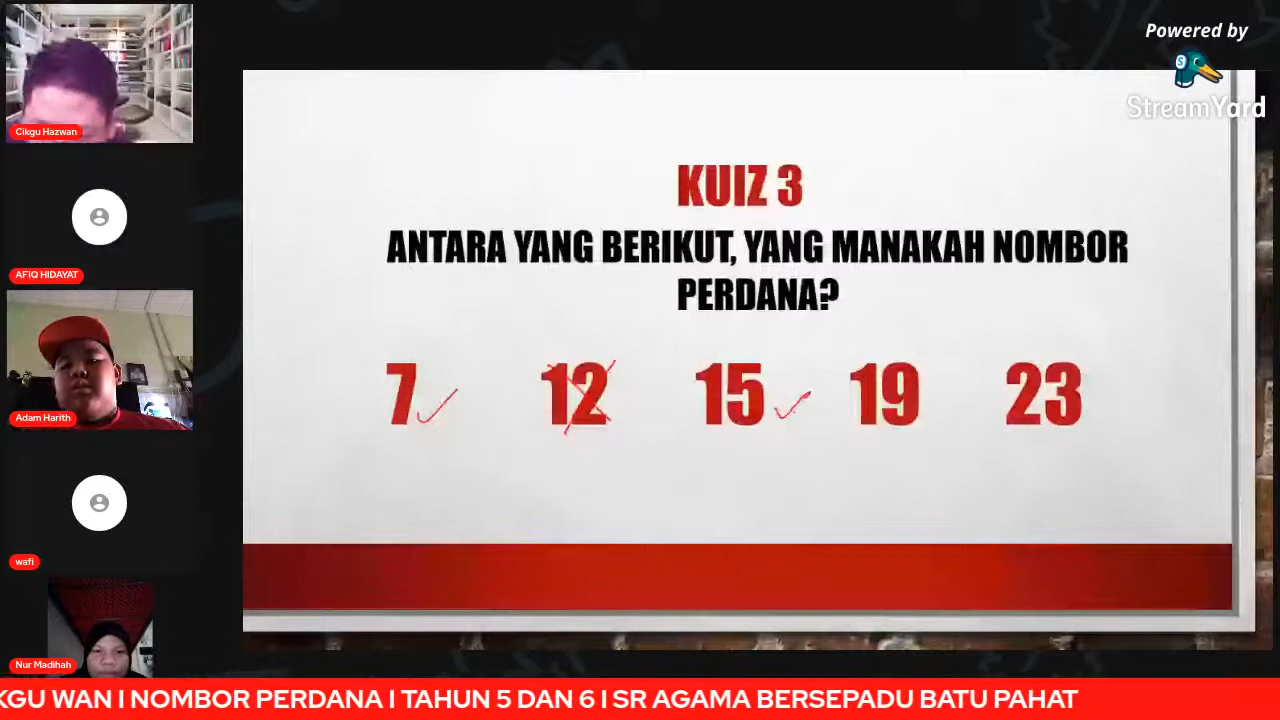 Powered by
StreamYard
Cikgu Hazwan
AFIQ HIDAYAT
Adam Harith
wafi
Nur Madihah
KUIZ 3
ANTARA YANG BERIKUT, YANG MANAKAH NOMBOR
PERDANA?
7 12 15 19 23
KGU WAN I NOMBOR PERDANA I TAHUN 5 DAN 6 I SR AGAMA BERSEPADU BATU PAHAT